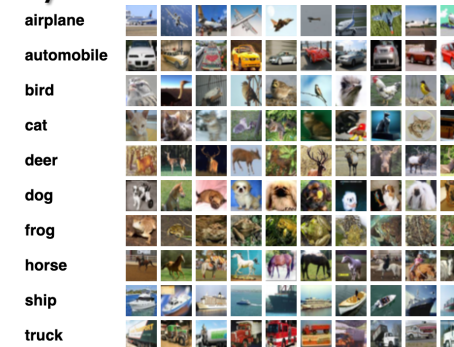 airplane
automobile
bird
cat
deer
dog
frog
horse
ship
truck